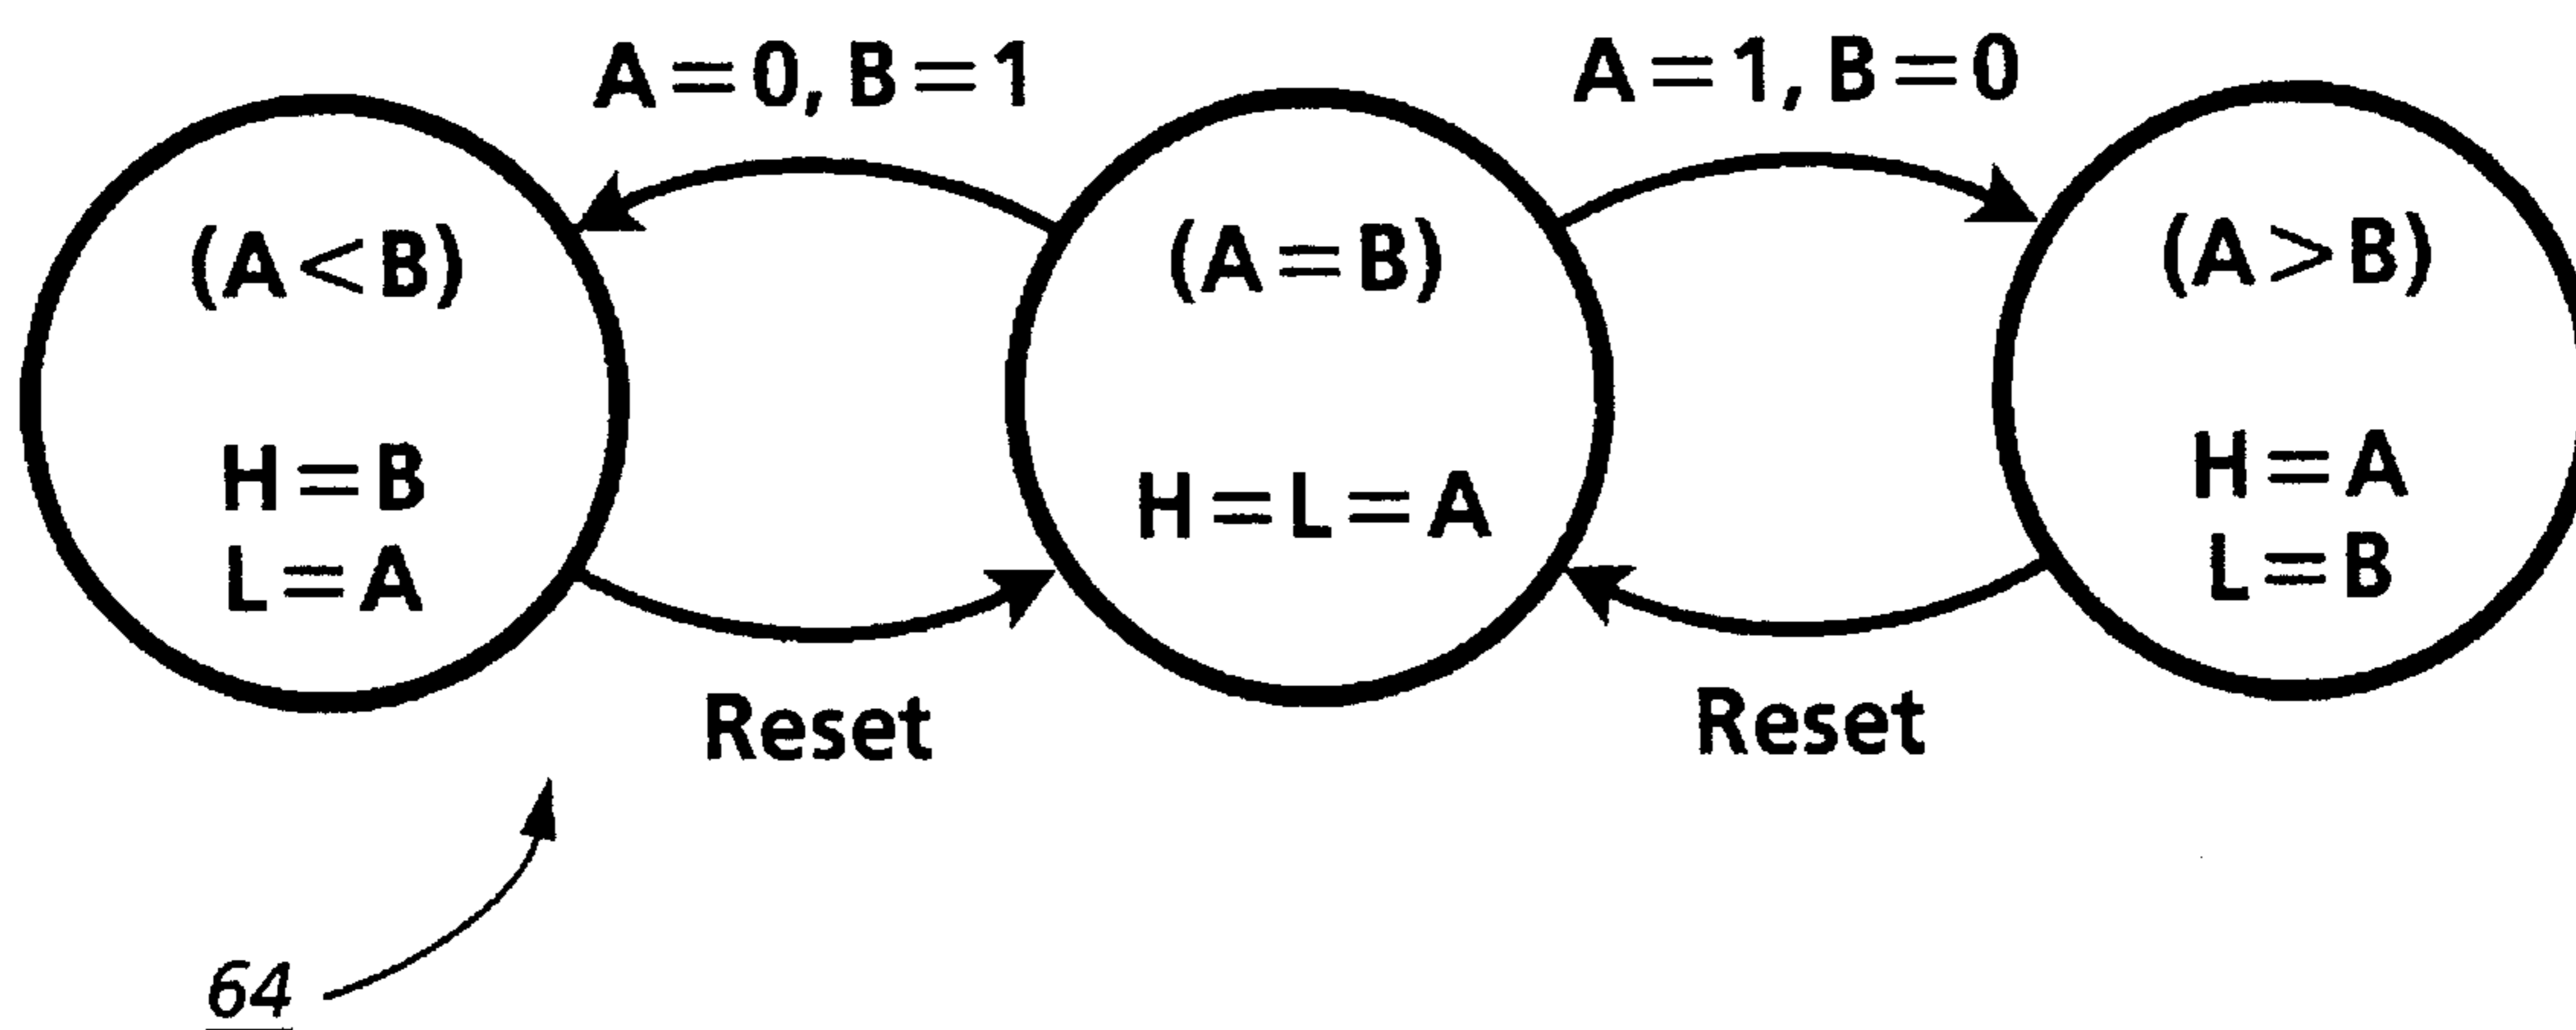 A=0, B=1
A=1, B=0
(A<B)
H=B
L=A
(A=B)
H=L=A
(A>B)
H=A
L=B
Reset
Reset
64